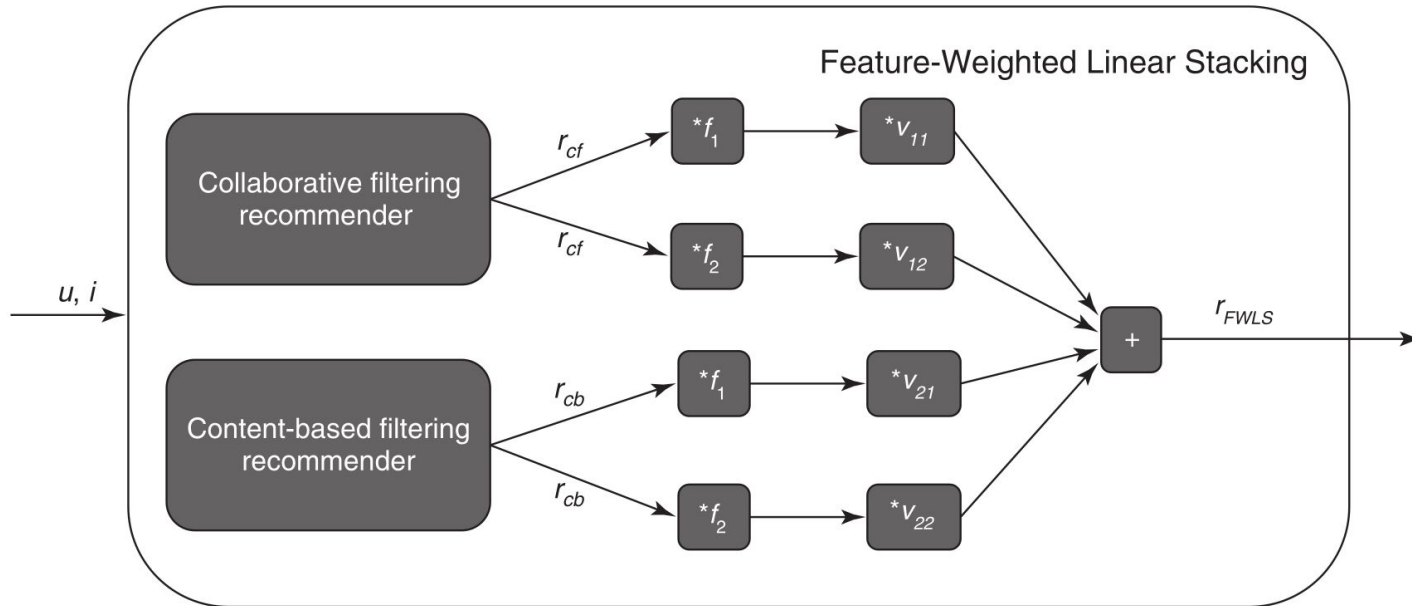 Feature-Weighted Linear Stacking
Collaborative filtering
recommender
r_cf
r_cf
*f_1
*v_11
*f_2
*v_12
u, i
+
r_FWLS
Content-based filtering
recommender
r_cb
r_cb
*f_1
*v_21
*f_2
*v_22